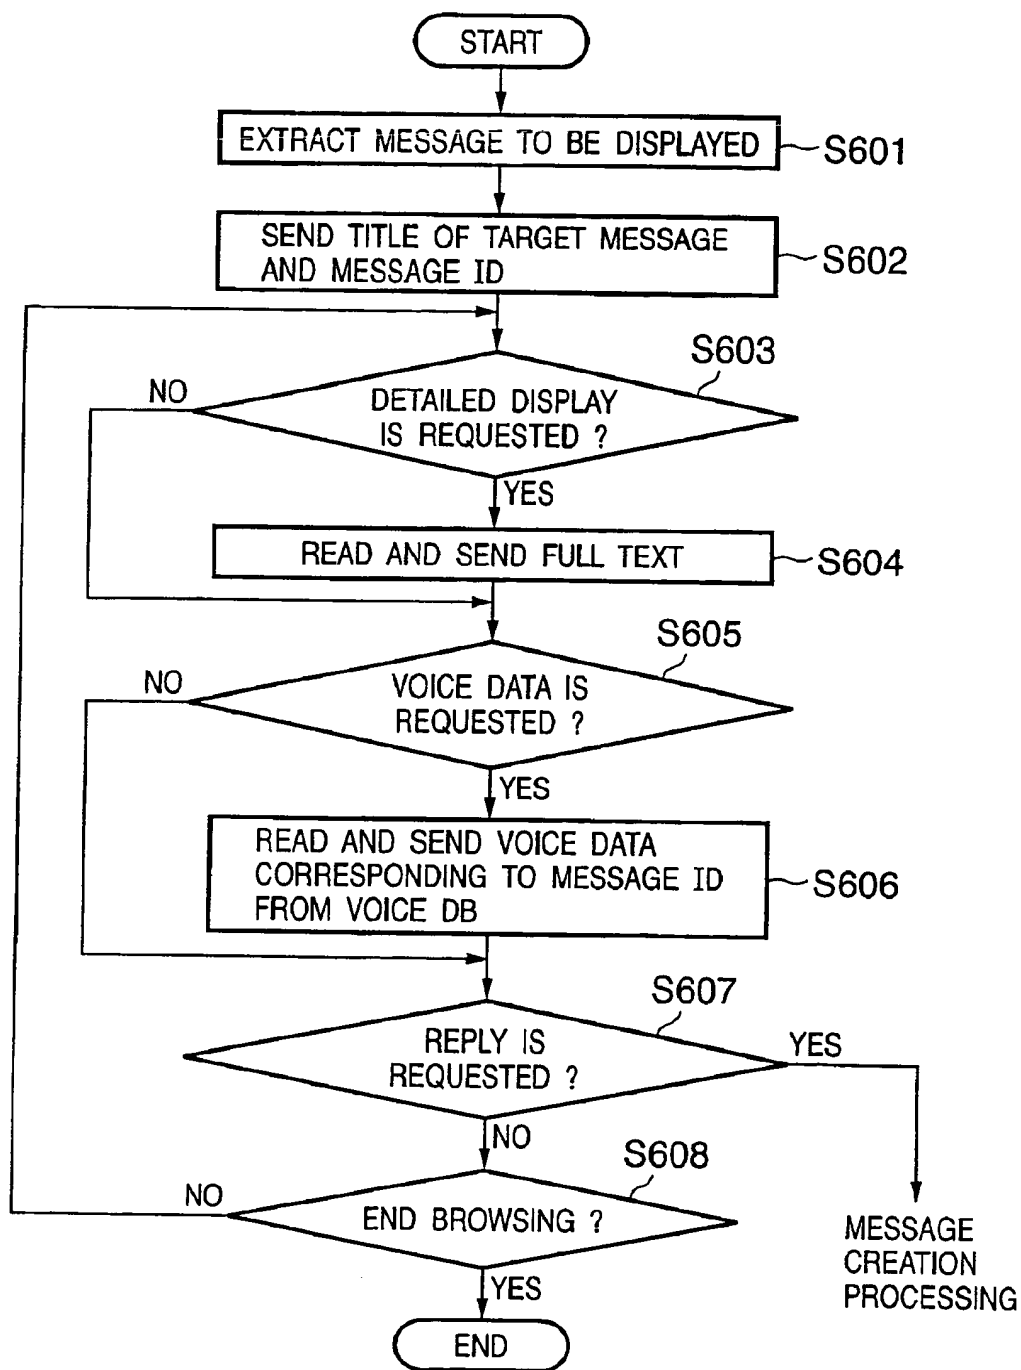 START
EXTRACT MESSAGE TO BE DISPLAYED
S601
SEND TITLE OF TARGET MESSAGE
AND MESSAGE ID
S602
S603
NO
DETAILED DISPLAY
IS REQUESTED ?
YES
READ AND SEND FULL TEXT
S604
S605
NO
VOICE DATA IS
REQUESTED ?
YES
READ AND SEND VOICE DATA
CORRESPONDING TO MESSAGE ID
FROM VOICE DB
S606
S607
REPLY IS
REQUESTED ?
YES
NO
S608
NO
END BROWSING ?
MESSAGE
CREATION
PROCESSING
YES
END